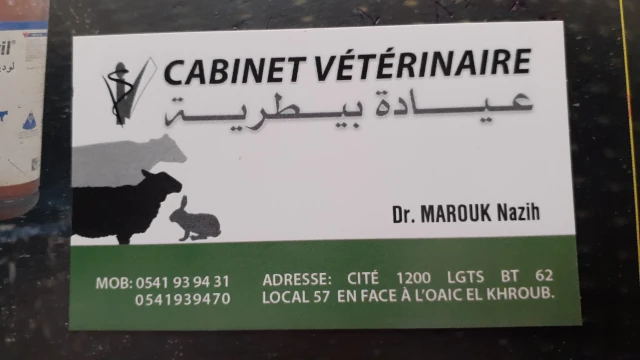 CABINET VÉTÉRINAIRE
عيادة بيطرية
Dr. MAROUK Nazih
MOB: 0541 93 94 31
0541939470
ADRESSE: CITÉ 1200 LGTS BT 62
LOCAL 57 EN FACE À L'OAIC EL KHROUB.